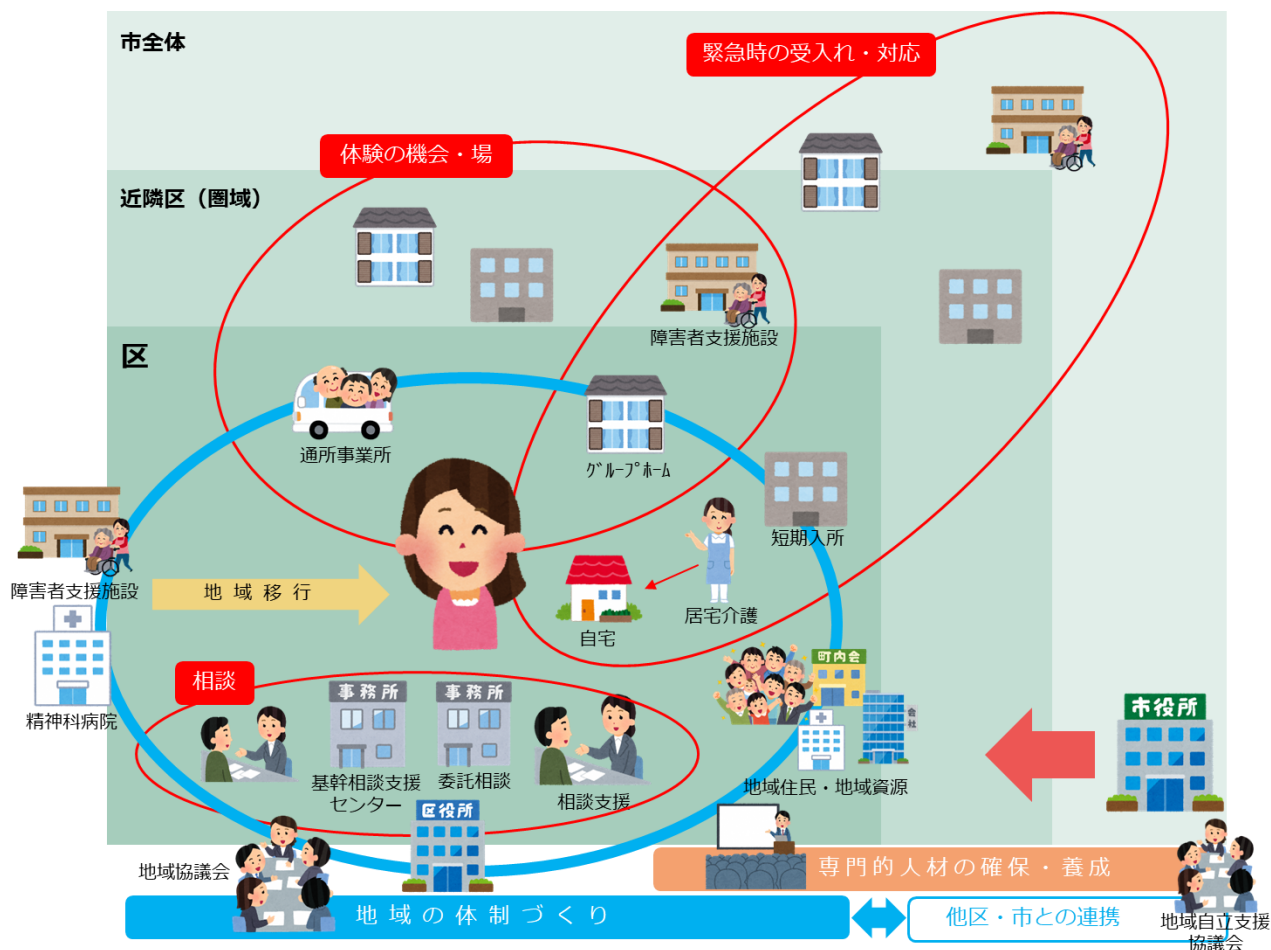 市全体
緊急時の受入れ・対応
体験の機会・場
近隣区（圏域）
障害者支援施設
区
通所事業所
ｸﾞﾙｰﾌﾟﾎｰﾑ
短期入所
障害者支援施設
地域移行
自宅
居宅介護
精神科病院
相談
事務所
事務所
町内会
会社
市役所
基幹相談支援
センター
委託相談
相談支援
地域住民・地域資源
区役所
地域協議会
専門的人材の確保・養成
地域の体制づくり
他区・市との連携
地域自立支援
協議会